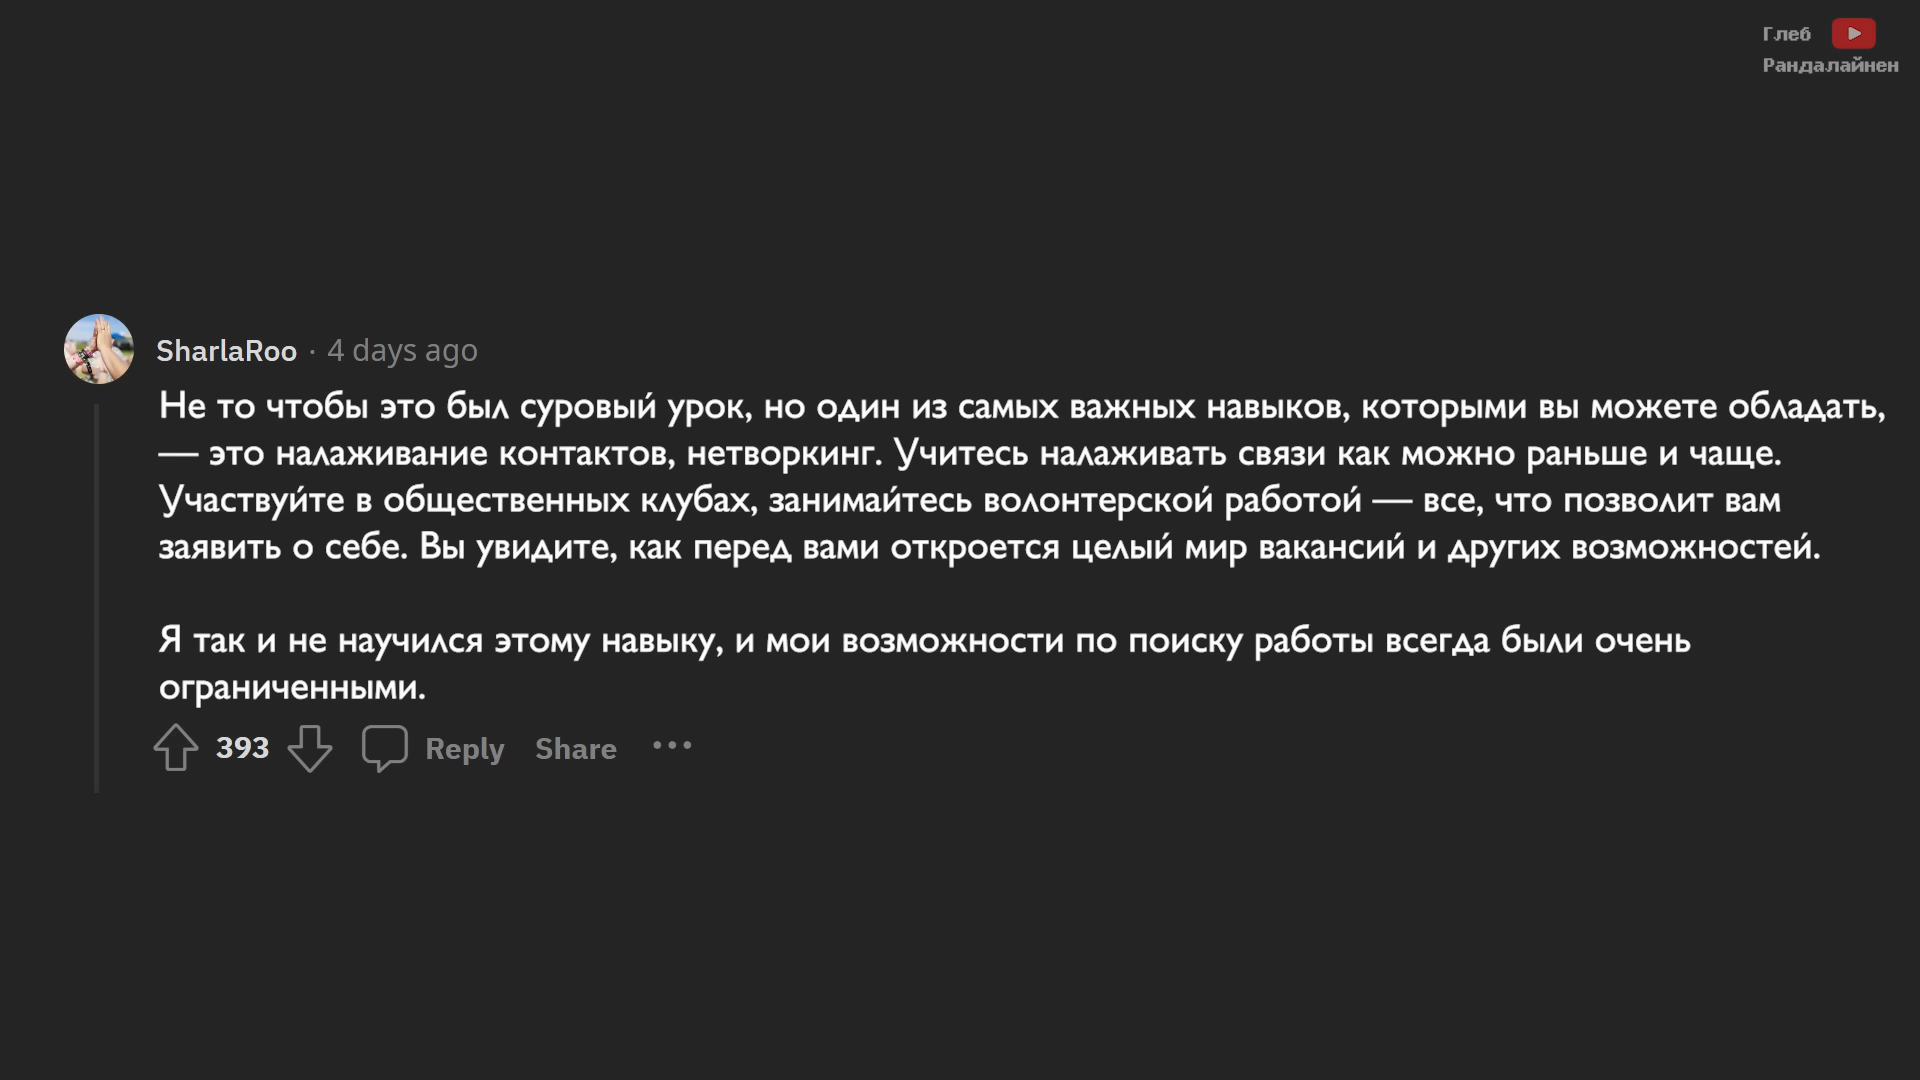 Глеб
Рандалайнен
SharlaRoo · 4 days ago
Не то чтобы это был суровый урок, но один из самых важных навыков, которыми вы можете обладать,
— это налаживание контактов, нетворкинг. Учитесь налаживать связи как можно раньше и чаще.
Участвуйте в общественных клубах, занимайтесь волонтерской работой — все, что позволит вам
заявить о себе. Вы увидите, как перед вами откроется целый мир вакансий и других возможностей.
Я так и не научился этому навыку, и мои возможности по поиску работы всегда были очень
ограниченными.
393 Reply Share •••